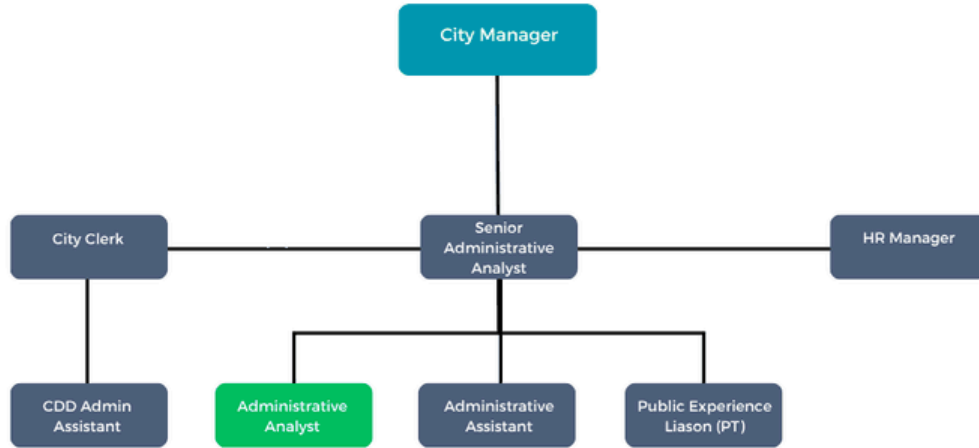 City Manager
City Clerk
Senior
Administrative
Analyst
HR Manager
CDD Admin
Assistant
Administrative
Analyst
Administrative
Assistant
Public Experience
Liason (PT)